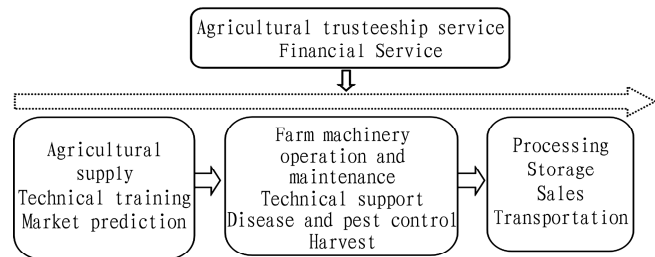 Agricultural trusteeship service
Financial Service
Agricultural
supply
Technical training
Market prediction
Farm machinery
operation and
maintenance
Technical support
Disease and pest control
Harvest
Processing
Storage
Sales
Transportation